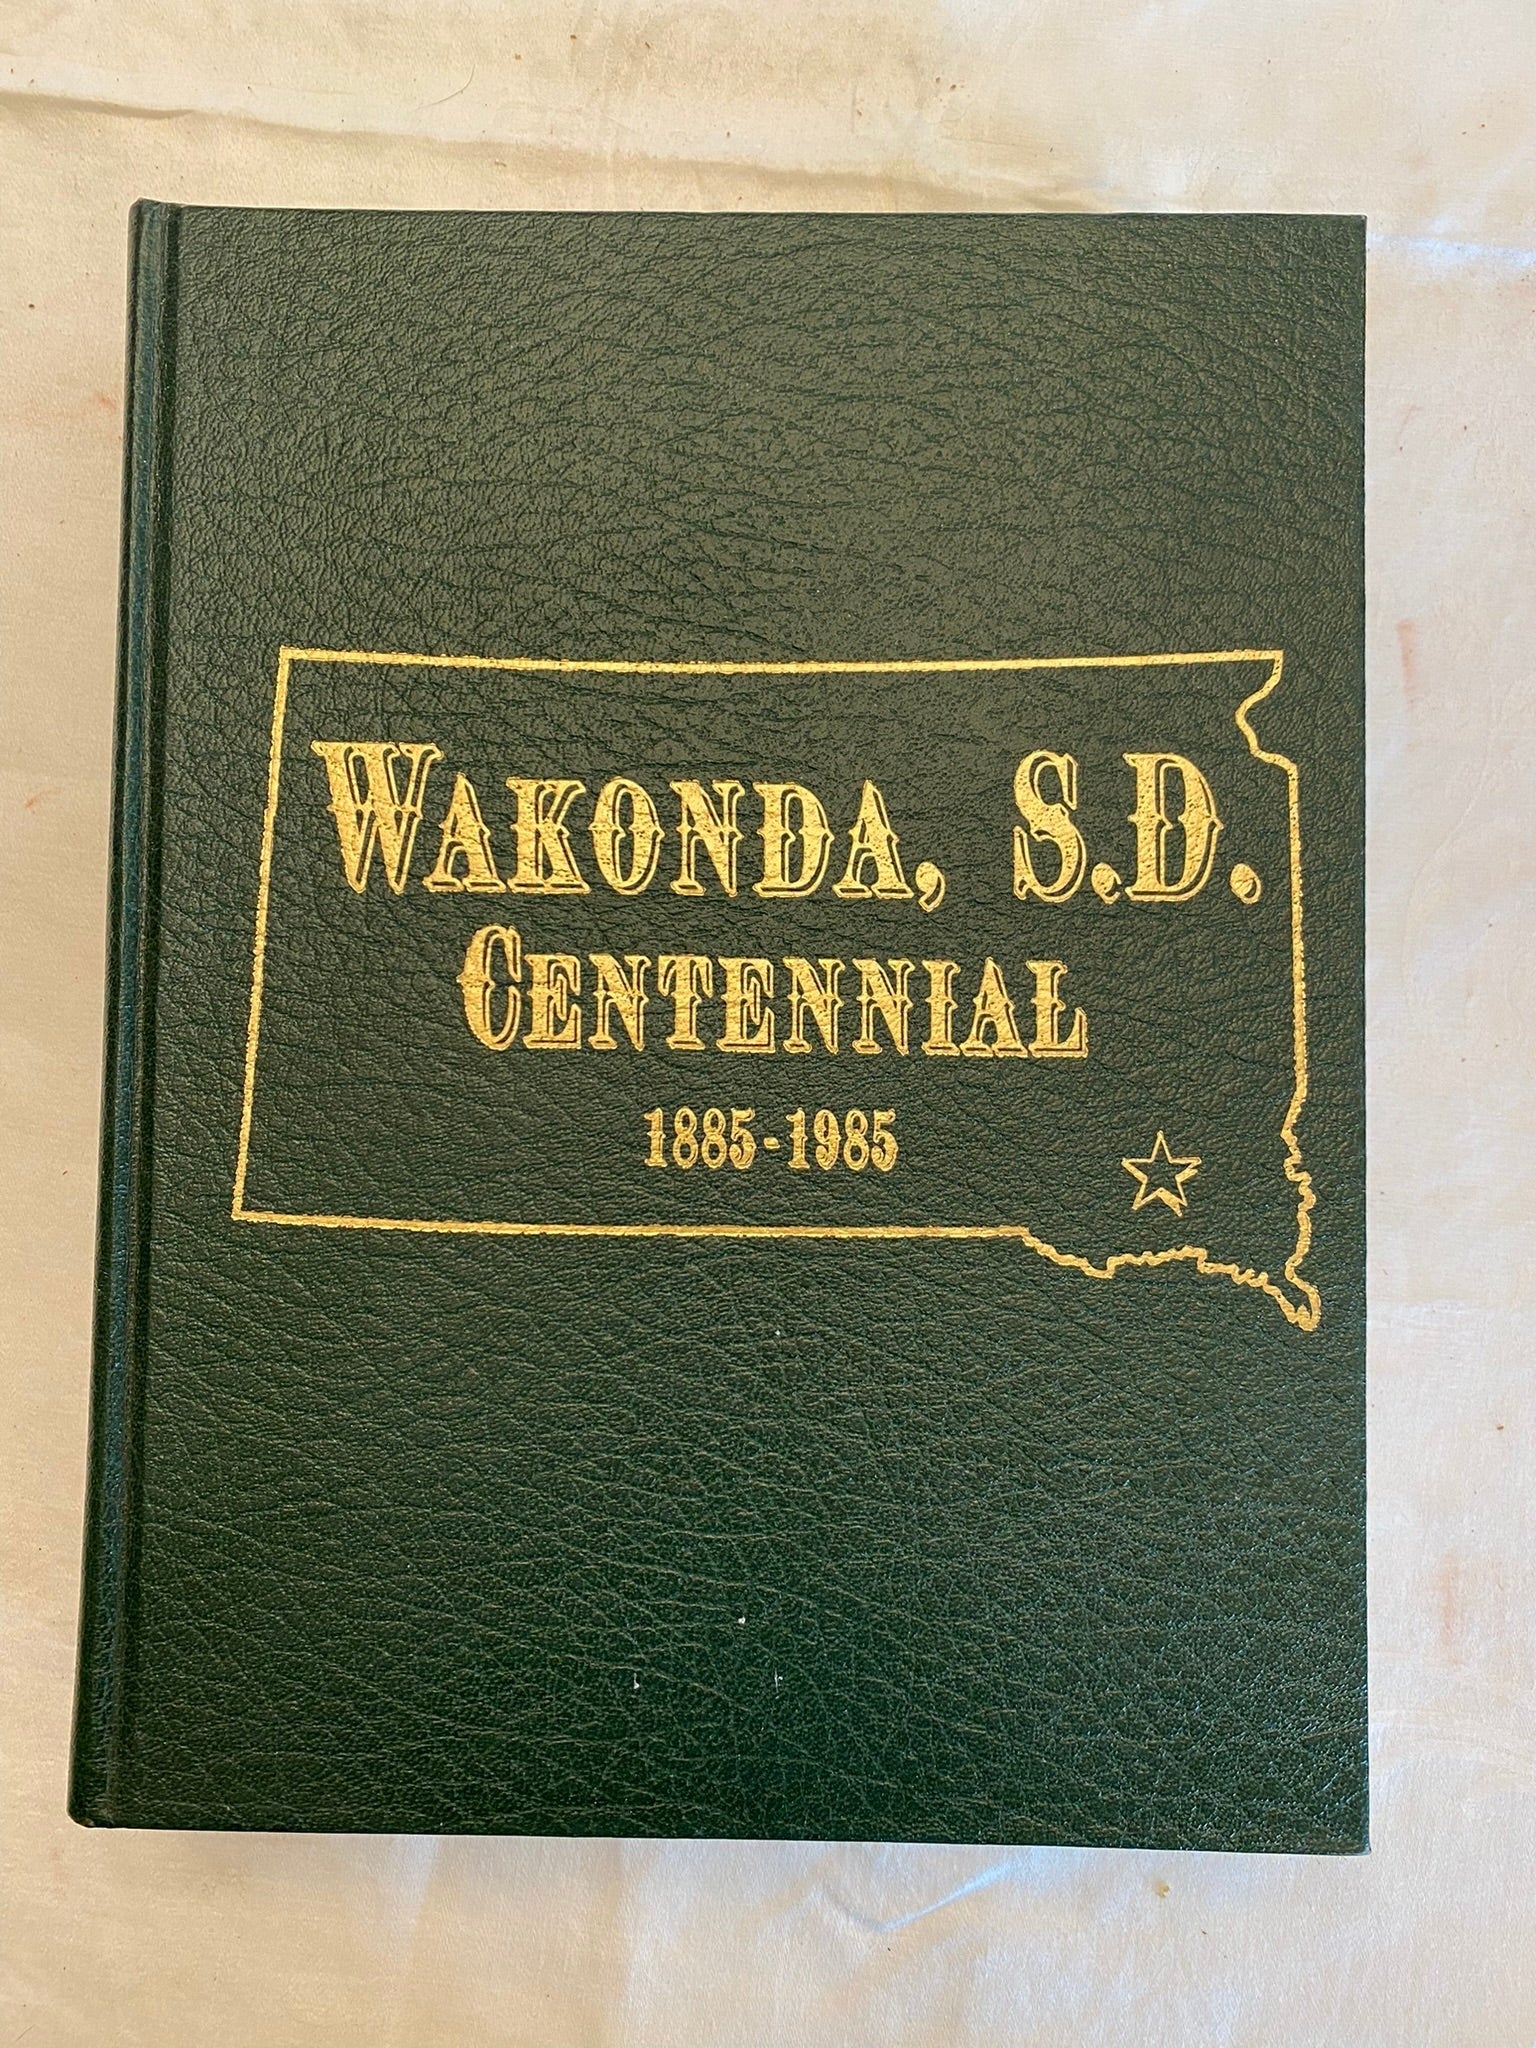 WAKONDA, S.D.
CENTENNIAL
1885-1985